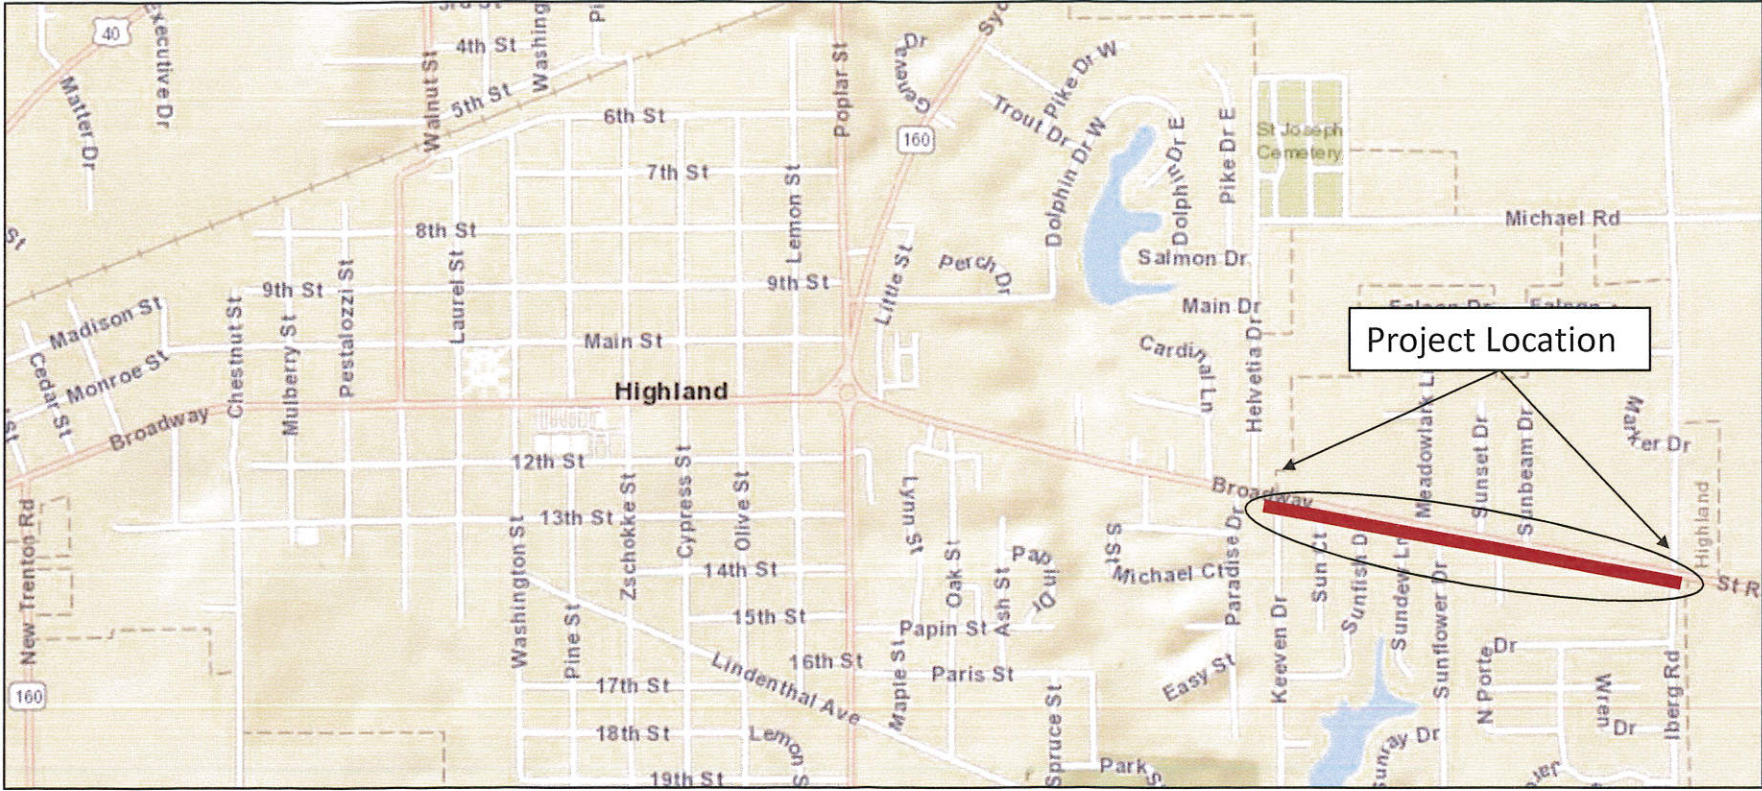 40
Executive Dr
Matter Dr
Walnut St
4th St
5th St
Poplar St
Geneva Dr
160
Pike Dr W
Trout Dr
Dolphin Dr W
Dolphin Dr E
Pike Dr E
St Joseph
Cemetery
6th St
7th St
8th St
Lemon St
Little St
Perch Dr
Salmon Dr
Michael Rd
St
Madison St
Monroe St
Cedar St
Broadway
Chestnut St
9th St
Mulberry St
Pestalozzi St
Laurel St
9th St
Main St
Highland
Main Dr
Cardinal Ln
Helvetia Dr
Project Location
Meadowlark Ln
Sunset Dr
Sunbeam Dr
Marker Dr
Highland
Broadway
St R
New Trenton Rd
160
12th St
13th St
Washington St
Pine St
Zschokke St
Cypress St
Olive St
14th St
15th St
16th St
17th St
18th St
19th St
Lindenthal Ave
Lemon S
Lynn St
Oak St
Ash St
Papin St
Paris St
Maple St
Spruce St
Park S
S St
Michael Ct
Easy St
Paradise Dr
Keeven Dr
Sun Ct
Sunfish D
Sundew Ln
Sunflower Dr
Sunray Dr
N Porte
Dr
Wren
Dr
Iberg Rd